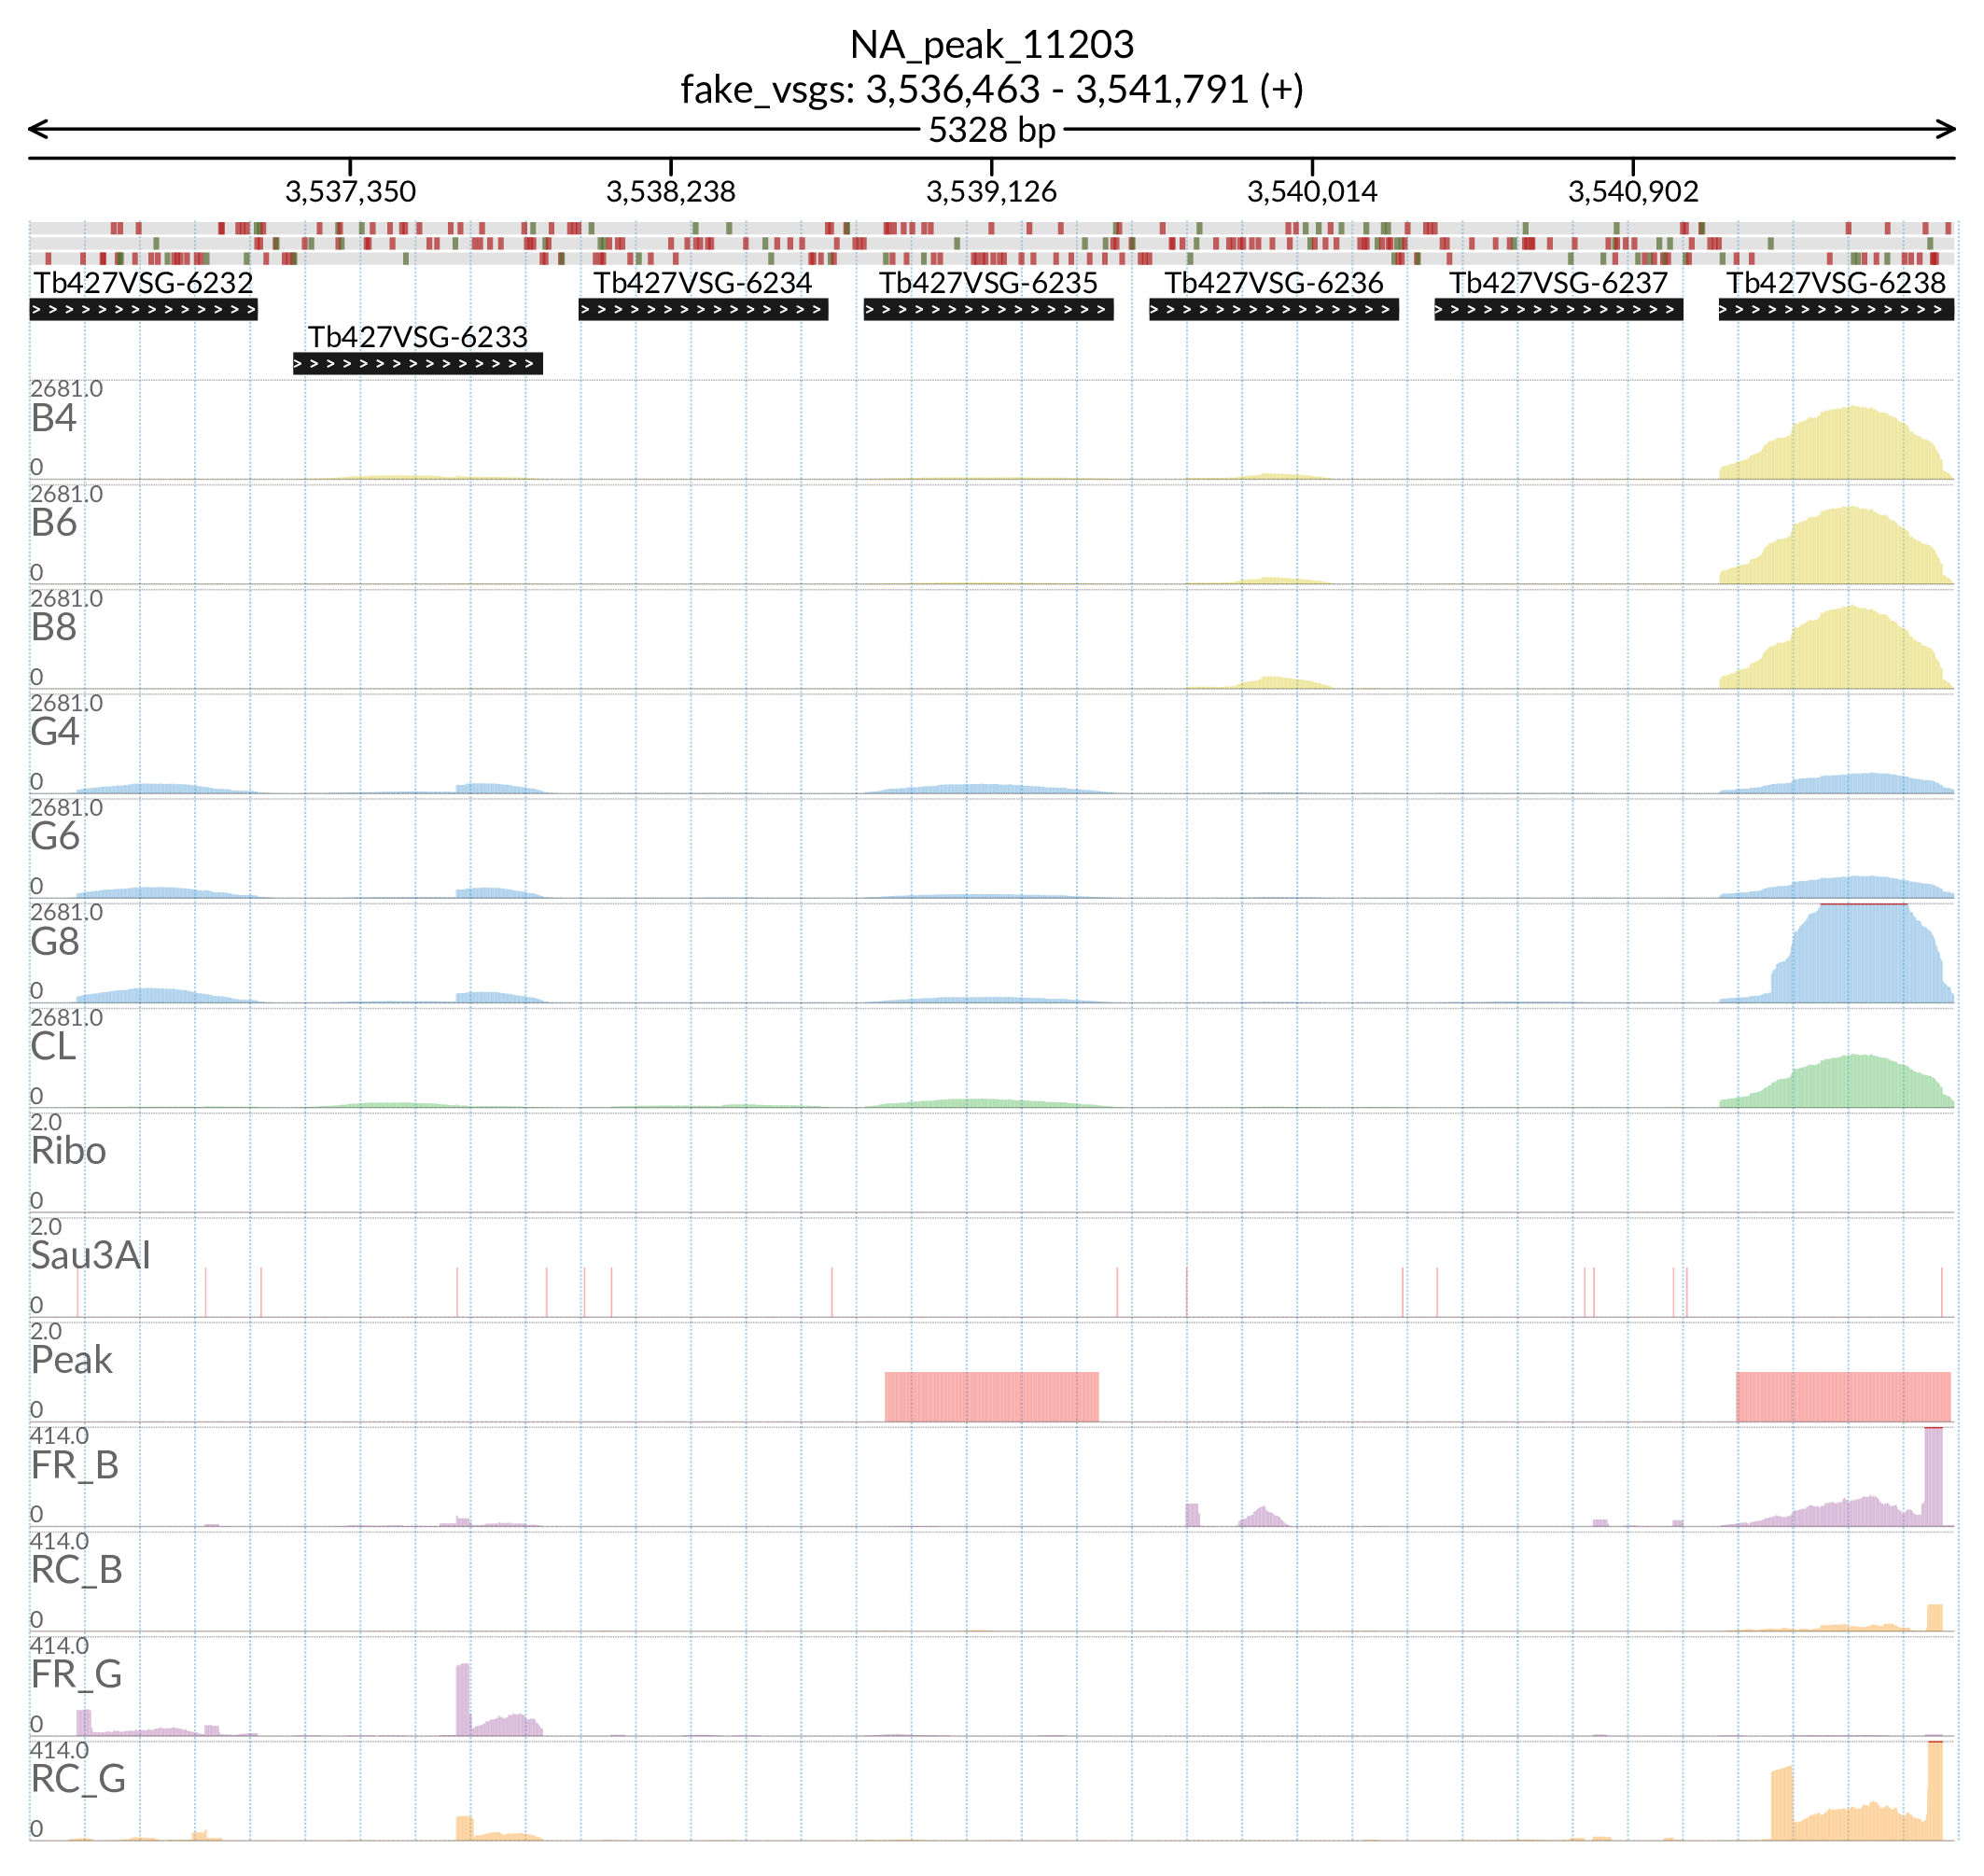 NA_peak_11203
fake_vsgs: 3,536,463 - 3,541,791 (+)
5328 bp
3,537,350 3,538,238 3,539,126 3,540,014 3,540,902
Tb427VSG-6232 Tb427VSG-6234 Tb427VSG-6235 Tb427VSG-6236 Tb427VSG-6237 Tb427VSG-6238
Tb427VSG-6233
2681.0
B4
0
2681.0
B6
0
2681.0
B8
0
2681.0
G4
0
2681.0
G6
0
2681.0
G8
0
2681.0
CL
0
2.0
Ribo
0
2.0
Sau3AI
0
2.0
Peak
0
414.0
FR_B
0
414.0
RC_B
0
414.0
FR_G
0
414.0
RC_G
0